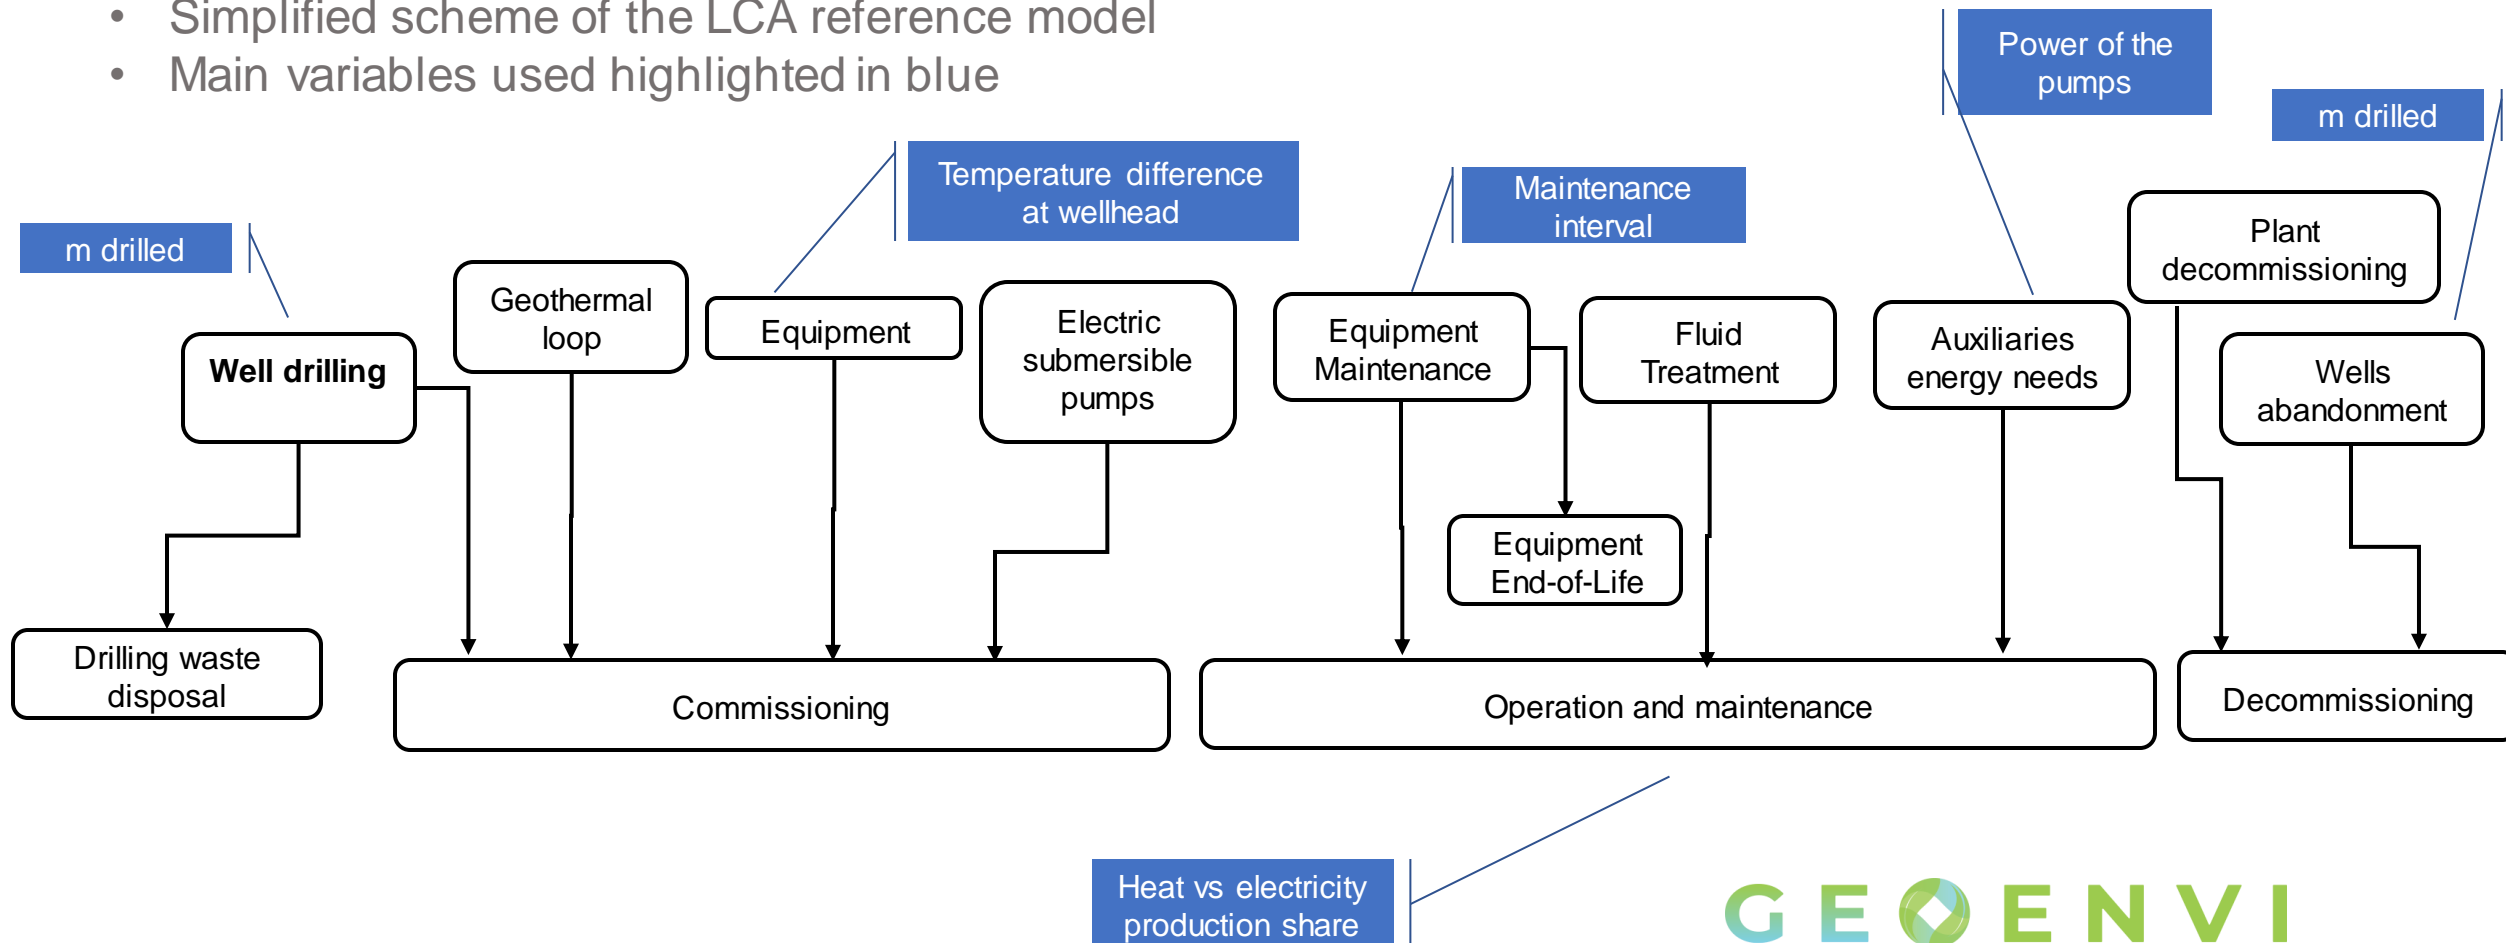 • Simplified scheme of the LCA reference model
• Main variables used highlighted in blue
Power of the
pumps
m drilled
Temperature difference
at wellhead
Maintenance
interval
m drilled
Plant
decommissioning
Geothermal
loop
Equipment
Electric
submersible
pumps
Equipment
Maintenance
Fluid
Treatment
Auxiliaries
energy needs
Well drilling
Wells
abandonment
Equipment
End-of-Life
Drilling waste
disposal
Commissioning
Operation and maintenance
Decommissioning
Heat vs electricity
production share
GEOENVI